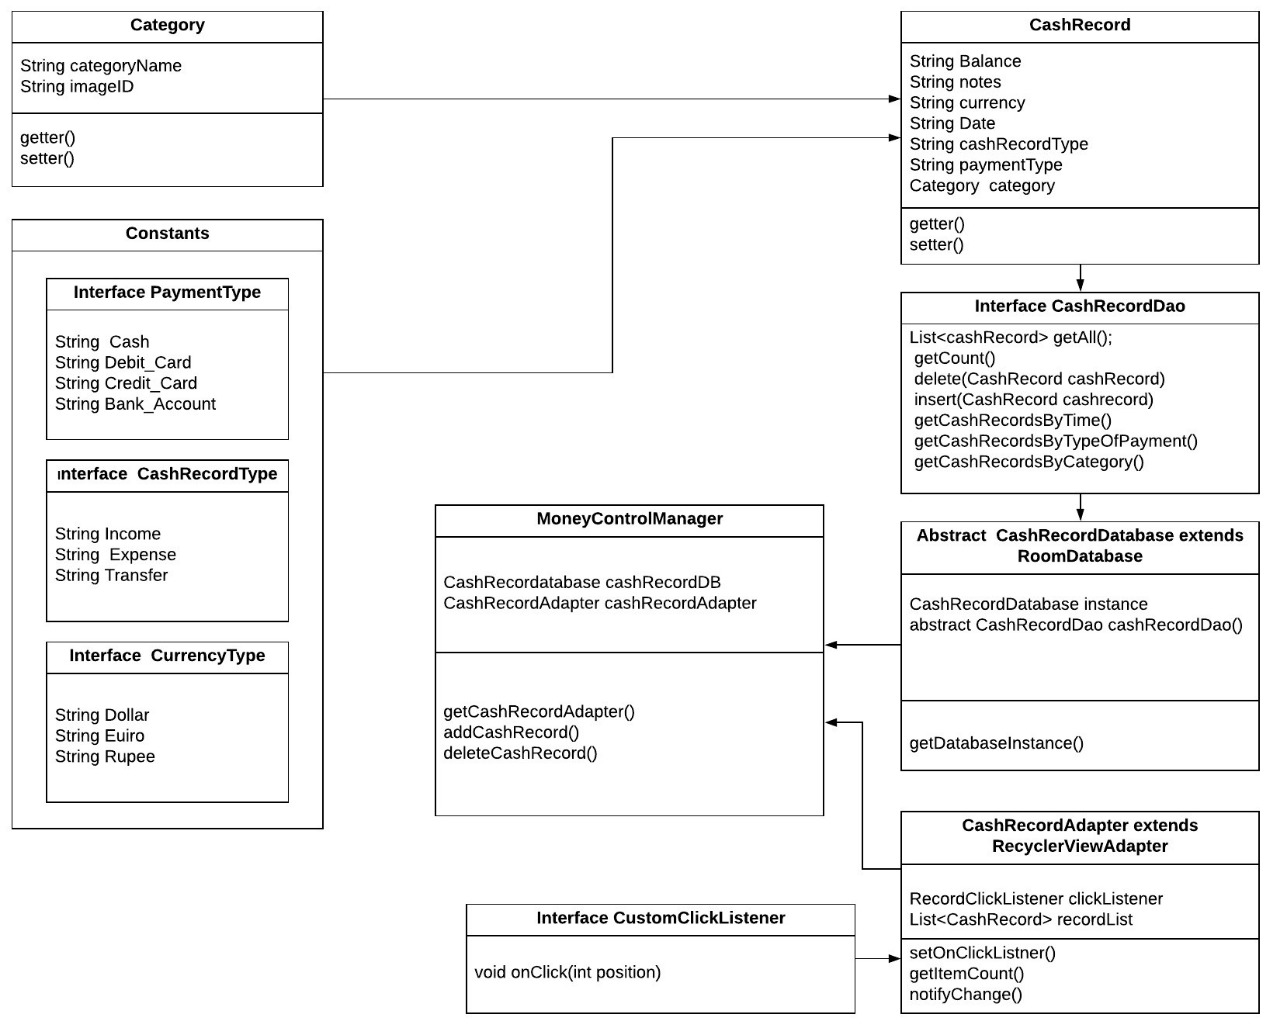 Category
String categoryName
String imageID
getter()
setter()
Constants
Interface PaymentType
String  Cash
String Debit_Card
String Credit_Card
String Bank_Account
Interface  CashRecordType
String Income
String  Expense
String Transfer
Interface  CurrencyType
String Dollar
String Euiro
String Rupee
CashRecord
String Balance
String notes
String currency
String Date
String cashRecordType
String paymentType
Category  category
getter()
setter()
Interface CashRecordDao
List<cashRecord> getAll();
getCount()
delete(CashRecord cashRecord)
insert(CashRecord cashrecord)
getCashRecordsByTime()
getCashRecordsByTypeOfPayment()
getCashRecordsByCategory()
MoneyControlManager
CashRecordatabase cashRecordDB
CashRecordAdapter cashRecordAdapter
getCashRecordAdapter()
addCashRecord()
deleteCashRecord()
Abstract  CashRecordDatabase extends
RoomDatabase
CashRecordDatabase instance
abstract CashRecordDao cashRecordDao()
getDatabaseInstance()
CashRecordAdapter extends
RecyclerViewAdapter
RecordClickListener clickListener
List<CashRecord> recordList
setOnClickListner()
getItemCount()
notifyChange()
Interface CustomClickListener
void onClick(int position)